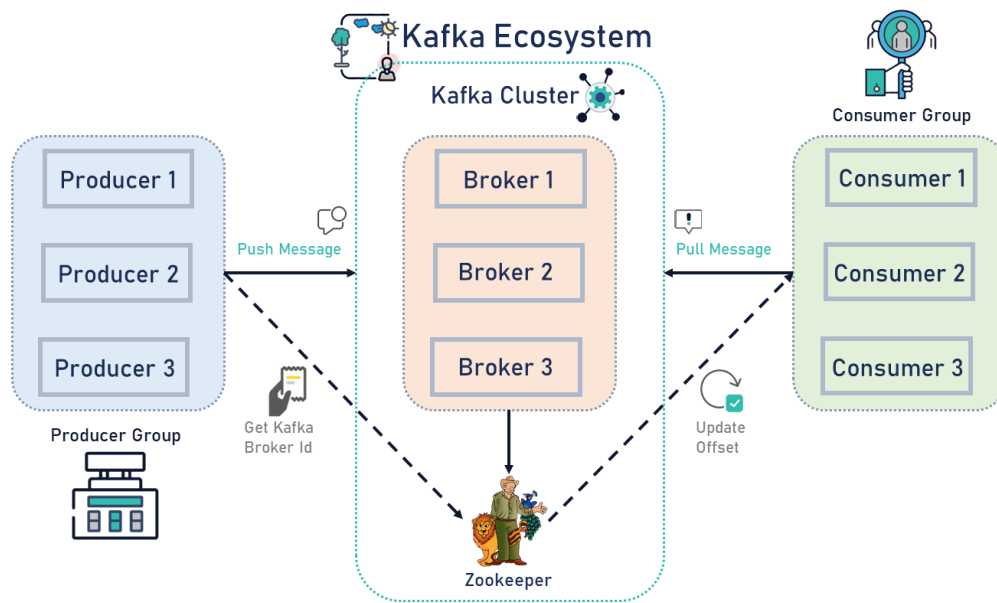 Kafka Ecosystem
Kafka Cluster
Consumer Group
Producer 1
Producer 2
Producer 3
Producer Group
Push Message
Get Kafka
Broker Id
Broker 1
Broker 2
Broker 3
Zookeeper
Pull Message
Update
Offset
Consumer 1
Consumer 2
Consumer 3